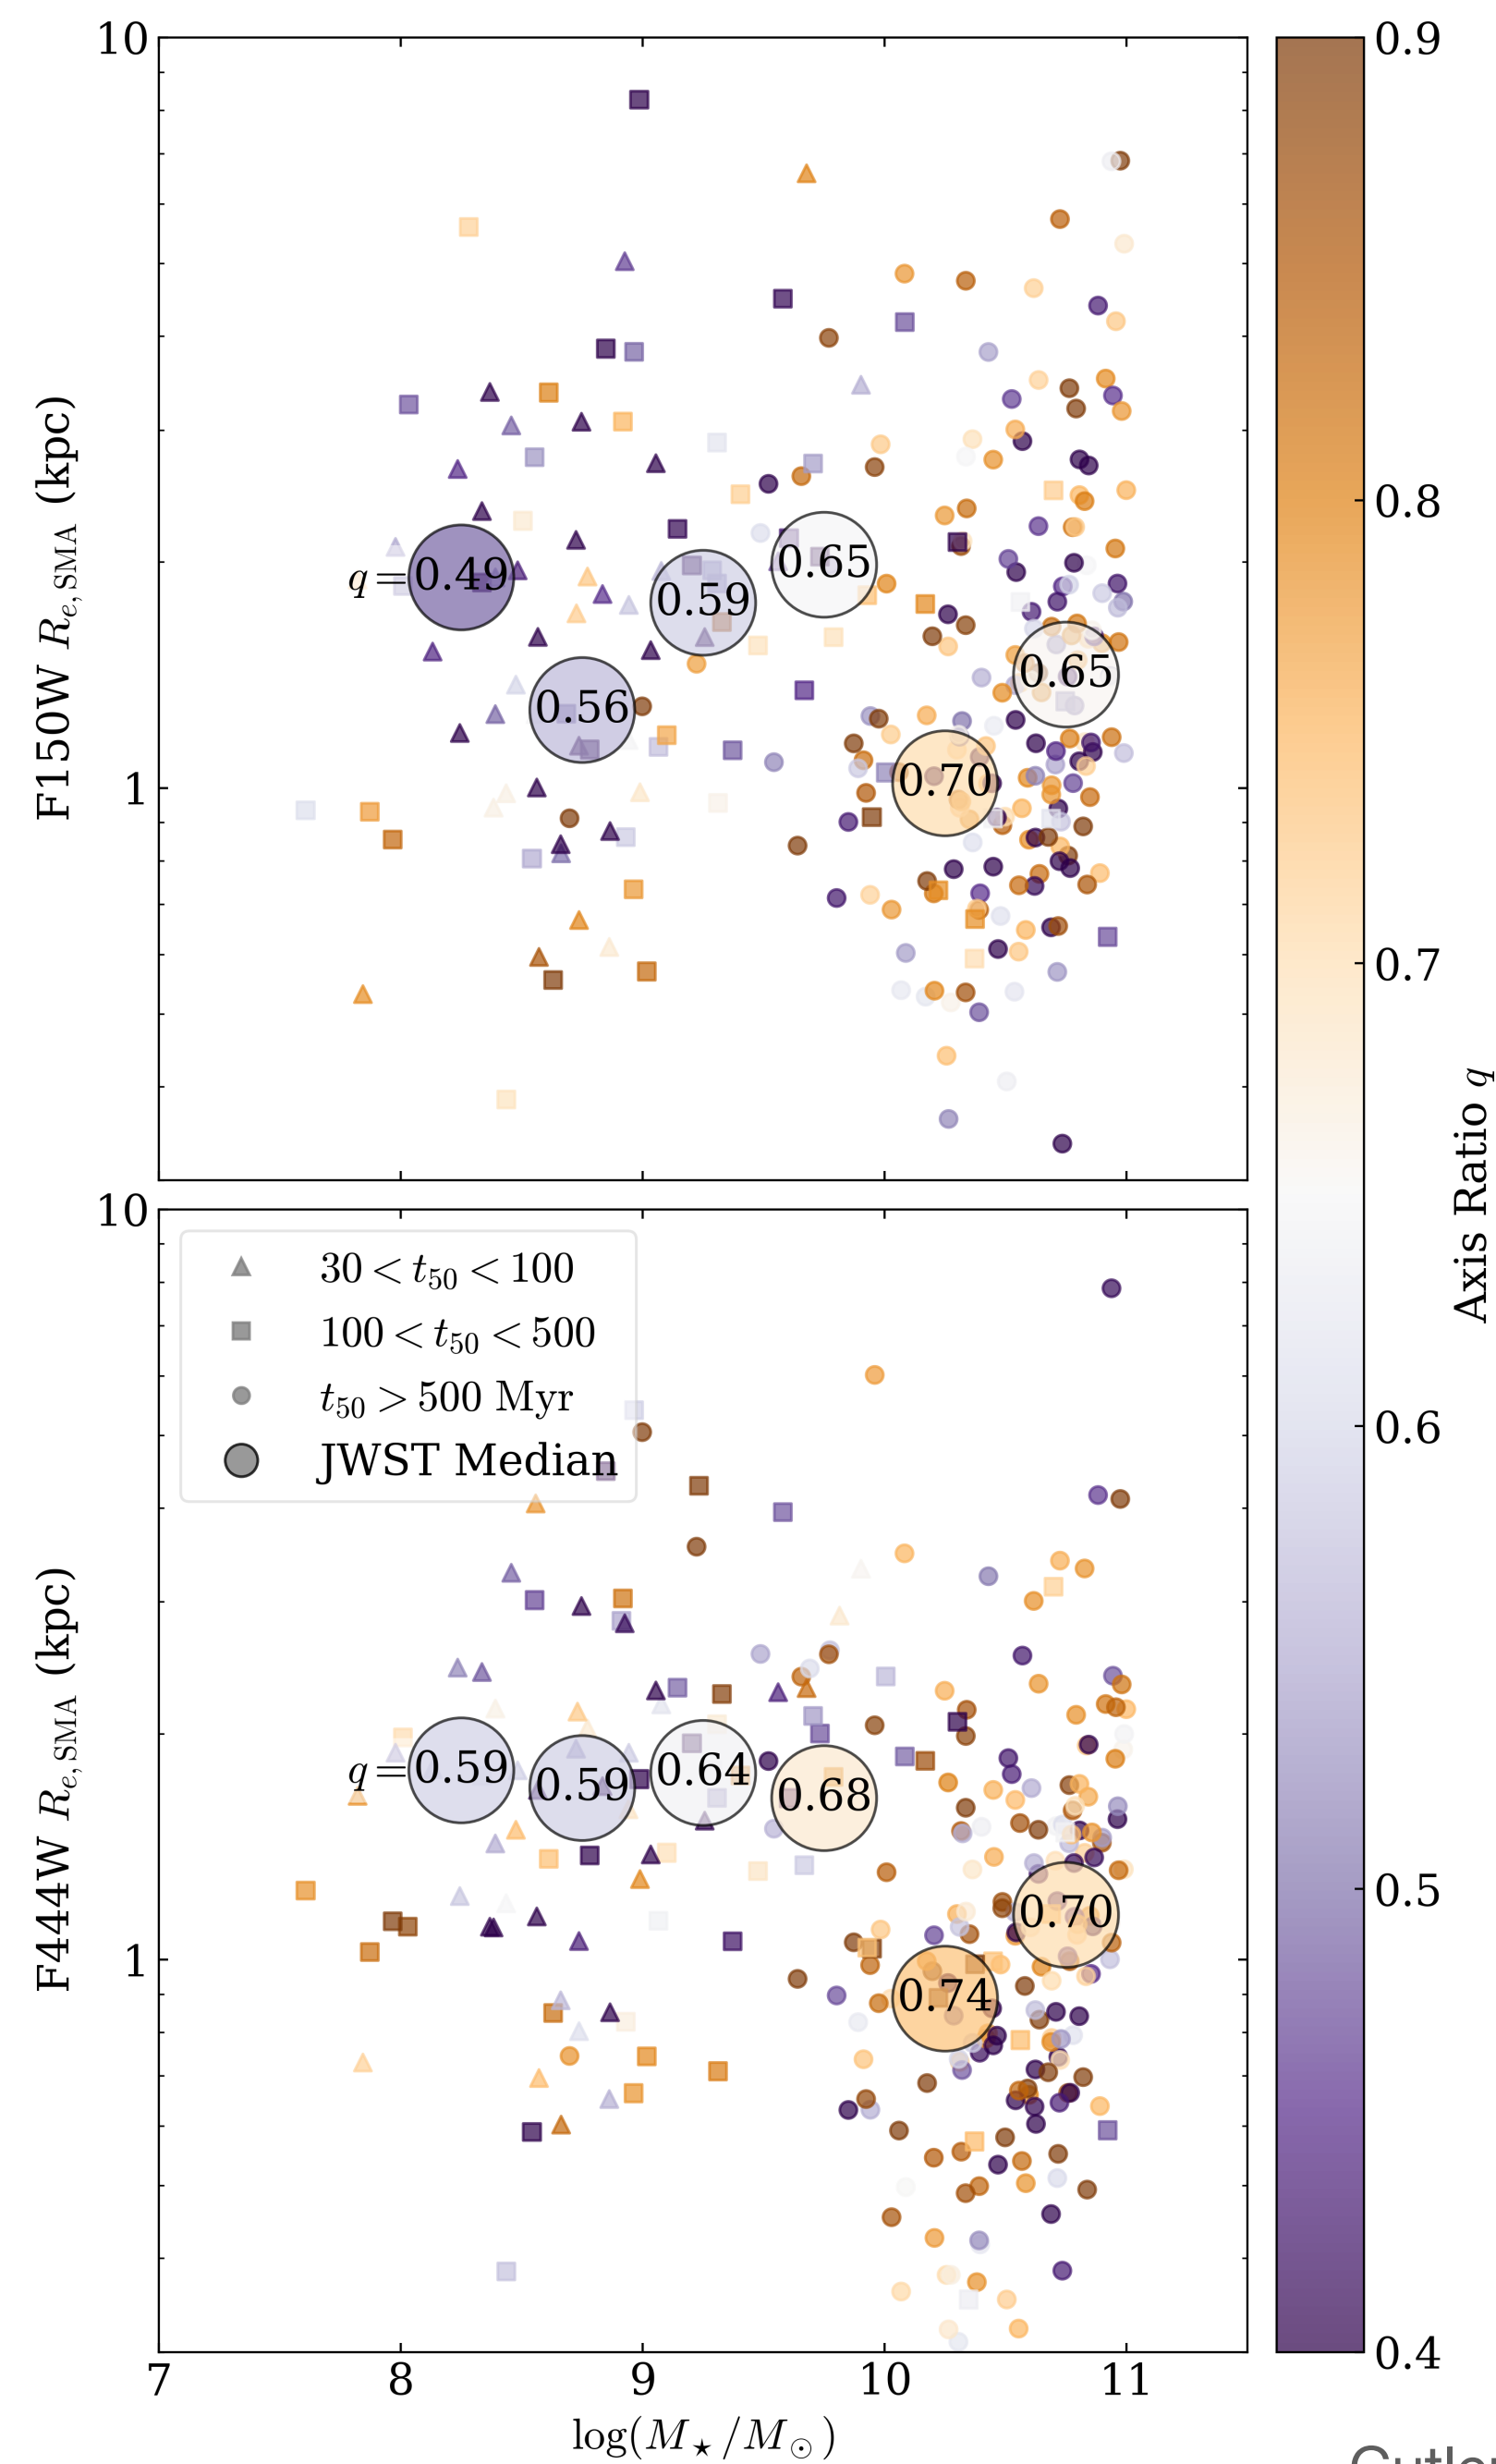 10
1
F150W R_{e, SMA} (kpc)
q=0.49
0.56
0.59
0.65
0.70
0.65
10
1
F444W R_{e, SMA} (kpc)
30 < t_{50} < 100
100 < t_{50} < 500
t_{50} > 500 Myr
JWST Median
q=0.59
0.59
0.64
0.68
0.74
0.70
7 8 9 10 11
log(M_⋆/M_⊙)
0.9
0.8
0.7
0.6
0.5
0.4
Axis Ratio q